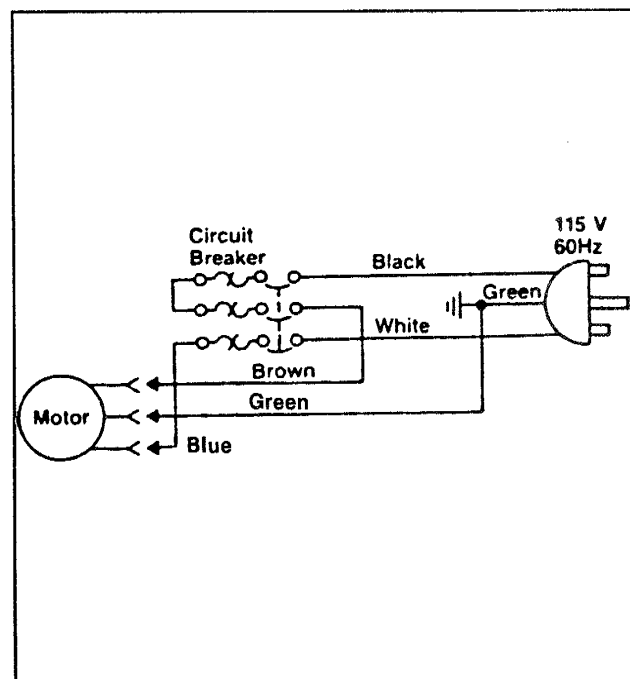 Circuit
Breaker
115 V
60Hz
Black
Green
White
Brown
Green
Motor
Blue